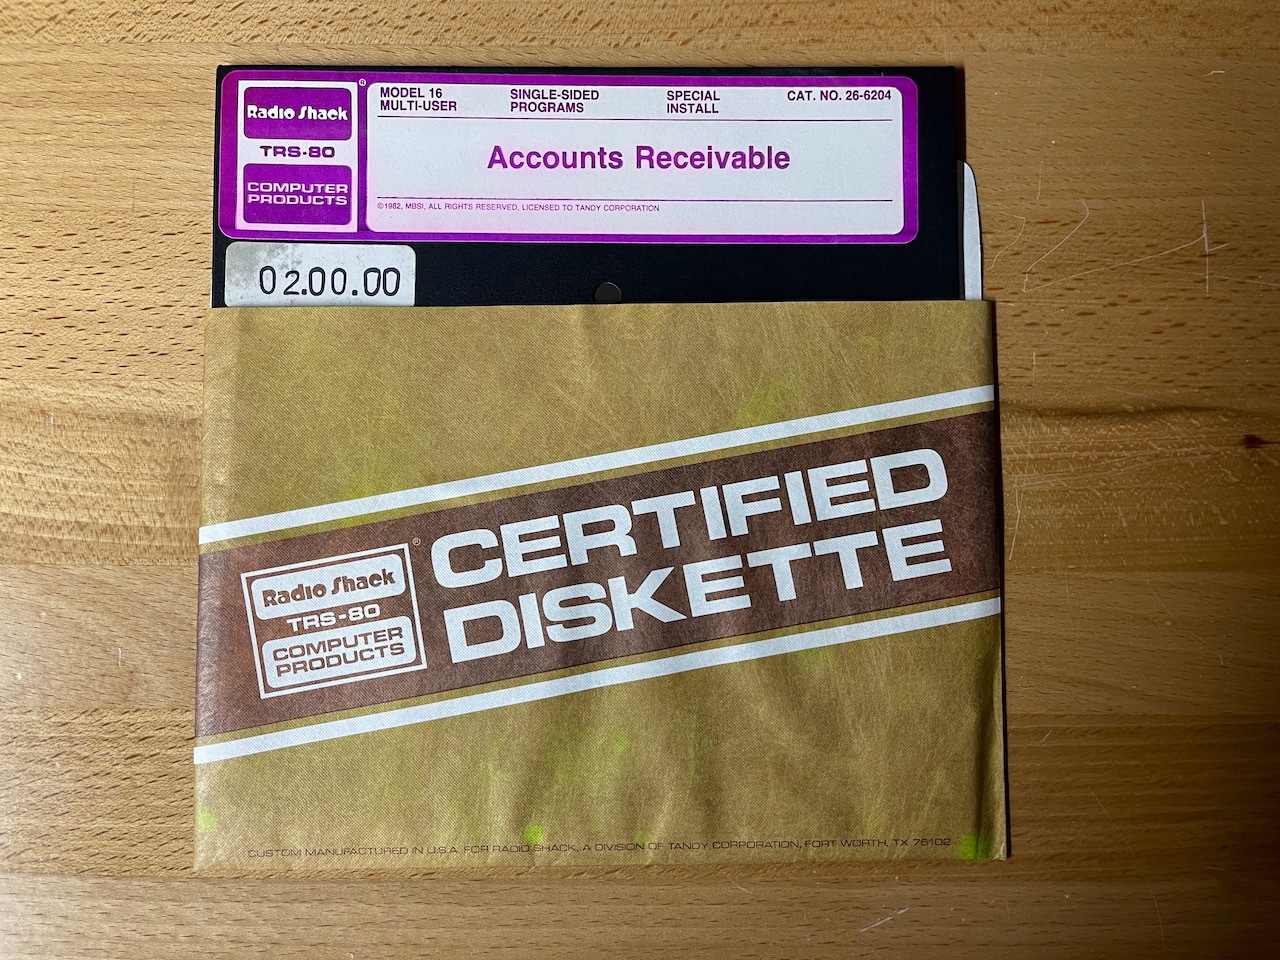 Radio Shack
®
TRS-80
COMPUTER
PRODUCTS
MODEL 16
MULTI-USER
SINGLE-SIDED
PROGRAMS
SPECIAL
INSTALL
CAT. NO. 26-6204
Accounts Receivable
©1982, MBSI, ALL RIGHTS RESERVED, LICENSED TO TANDY CORPORATION
02.00.00
Radio Shack
®
TRS-80
COMPUTER
PRODUCTS
CERTIFIED
DISKETTE
CUSTOM MANUFACTURED IN U.S.A. FOR RADIO SHACK, A DIVISION OF TANDY CORPORATION, FORT WORTH, TX 76102